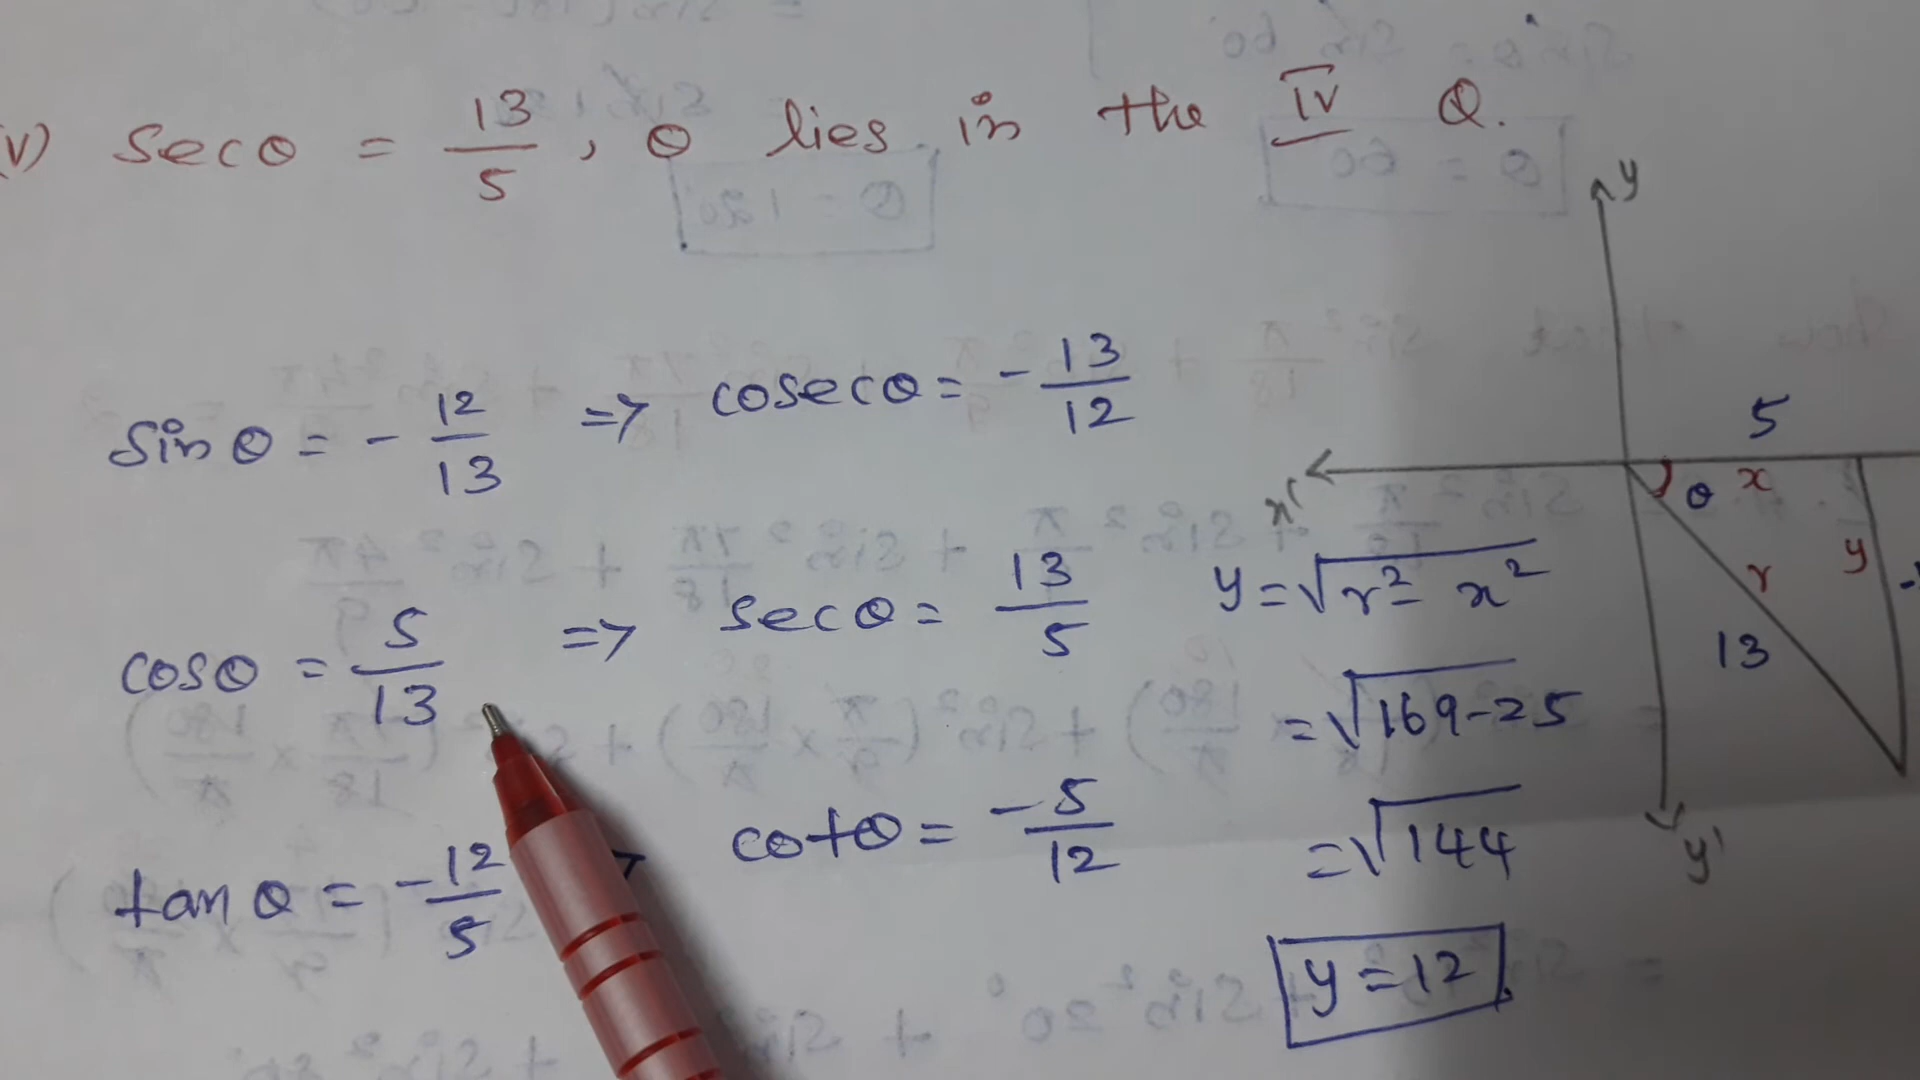 v) secθ = 13/5, θ lies in the IV Q.
sinθ = -12/13 => cosecθ = -13/12
cosθ = 5/13 => secθ = 13/5
tanθ = -12/5 cotθ = -5/12
y = √r² - x²
= √169-25
= √144
y = 12
y
5
x' θ x
r y
13
y'